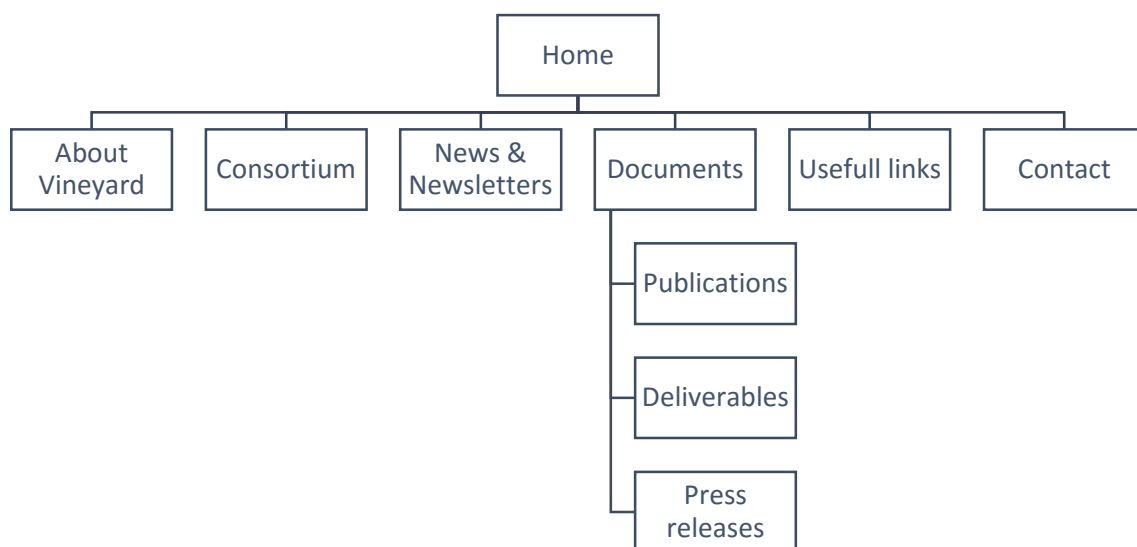 Home
About
Vineyard
Consortium
News &
Newsletters
Documents
Usefull links
Contact
Publications
Deliverables
Press
releases